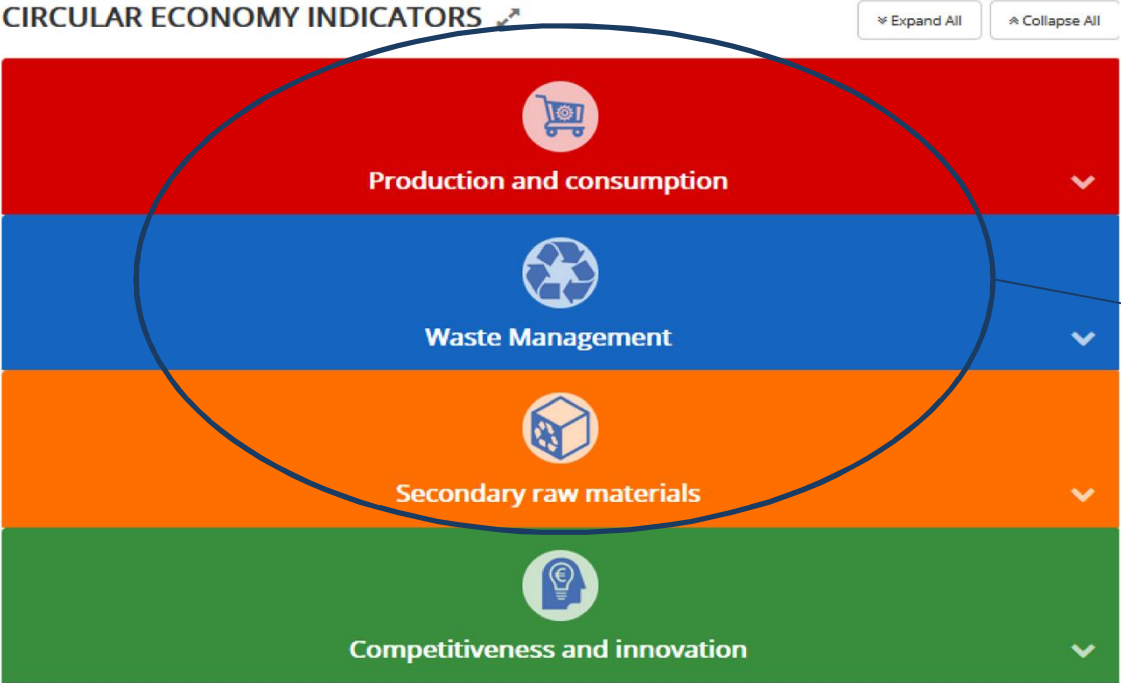 CIRCULAR ECONOMY INDICATORS
Expand All
Collapse All
Production and consumption
Waste Management
Secondary raw materials
€
Competitiveness and innovation